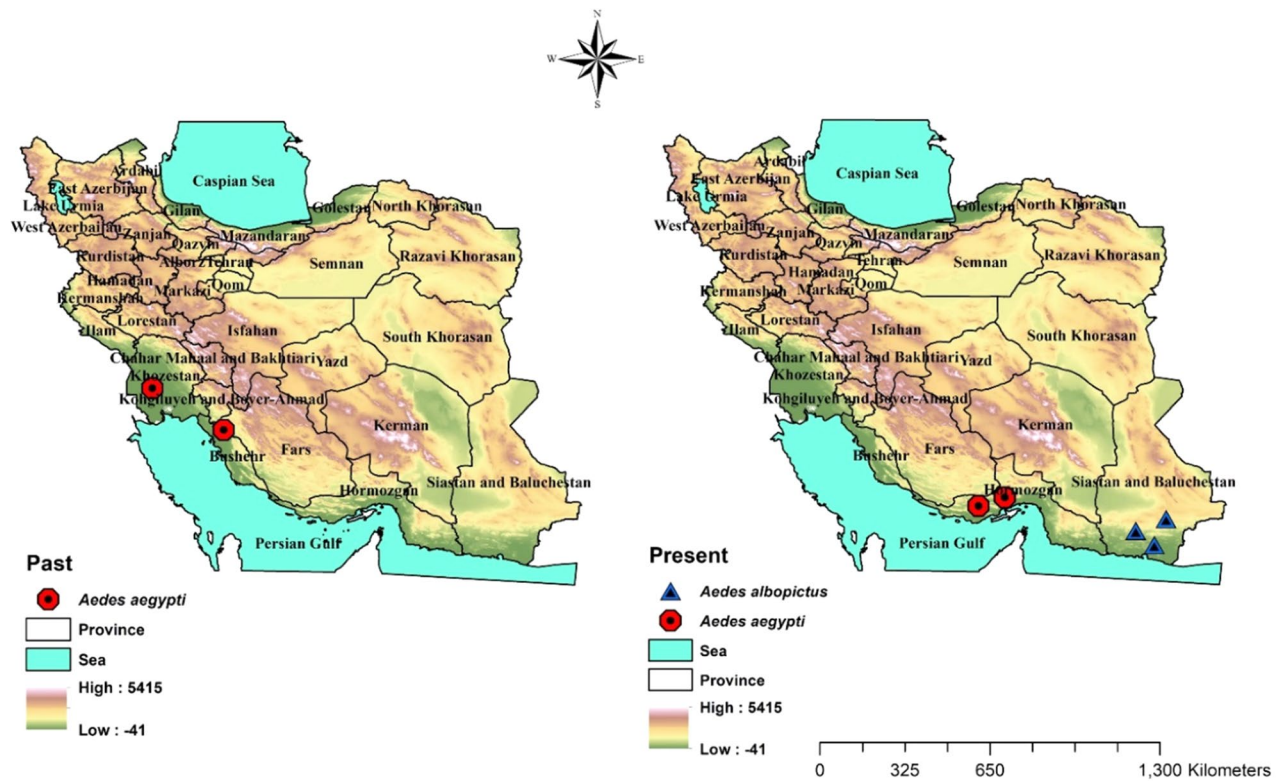 N
W
E
S
Caspian Sea
Ardabil
East Azerbijan
Lake Urmia
West Azerbaijan
Gilan
Zanjan
Golestan
North Khorasan
Mazandaran
Qazvin
Kurdistan
Alborz
Tehran
Semnan
Razavi Khorasan
Hamadan
Qom
Kermanshah
Markazi
Lorestan
Ilam
Isfahan
South Khorasan
Chahar Mahaal and Bakhtiari
Yazd
Khozestan
Kohgiluyeh and Boyer-Ahmad
Kerman
Fars
Bushehr
Hormozgan
Siastan and Baluchestan
Persian Gulf
Past
Aedes aegypti
Province
Sea
High : 5415
Low : -41
Caspian Sea
Ardabil
East Azerbijan
Lake Urmia
West Azerbaijan
Gilan
Zanjan
Golestan
North Khorasan
Mazandaran
Qazvin
Kurdistan
Tehran
Semnan
Razavi Khorasan
Hamadan
Qom
Kermanshah
Markazi
Lorestan
Ilam
Isfahan
South Khorasan
Chahar Mahaal and Bakhtiari
Yazd
Khozestan
Kohgiluyeh and Boyer-Ahmad
Kerman
Fars
Bushehr
Hormozgan
Siastan and Baluchestan
Persian Gulf
Present
Aedes albopictus
Aedes aegypti
Sea
Province
High : 5415
Low : -41
0 325 650 1,300 Kilometers